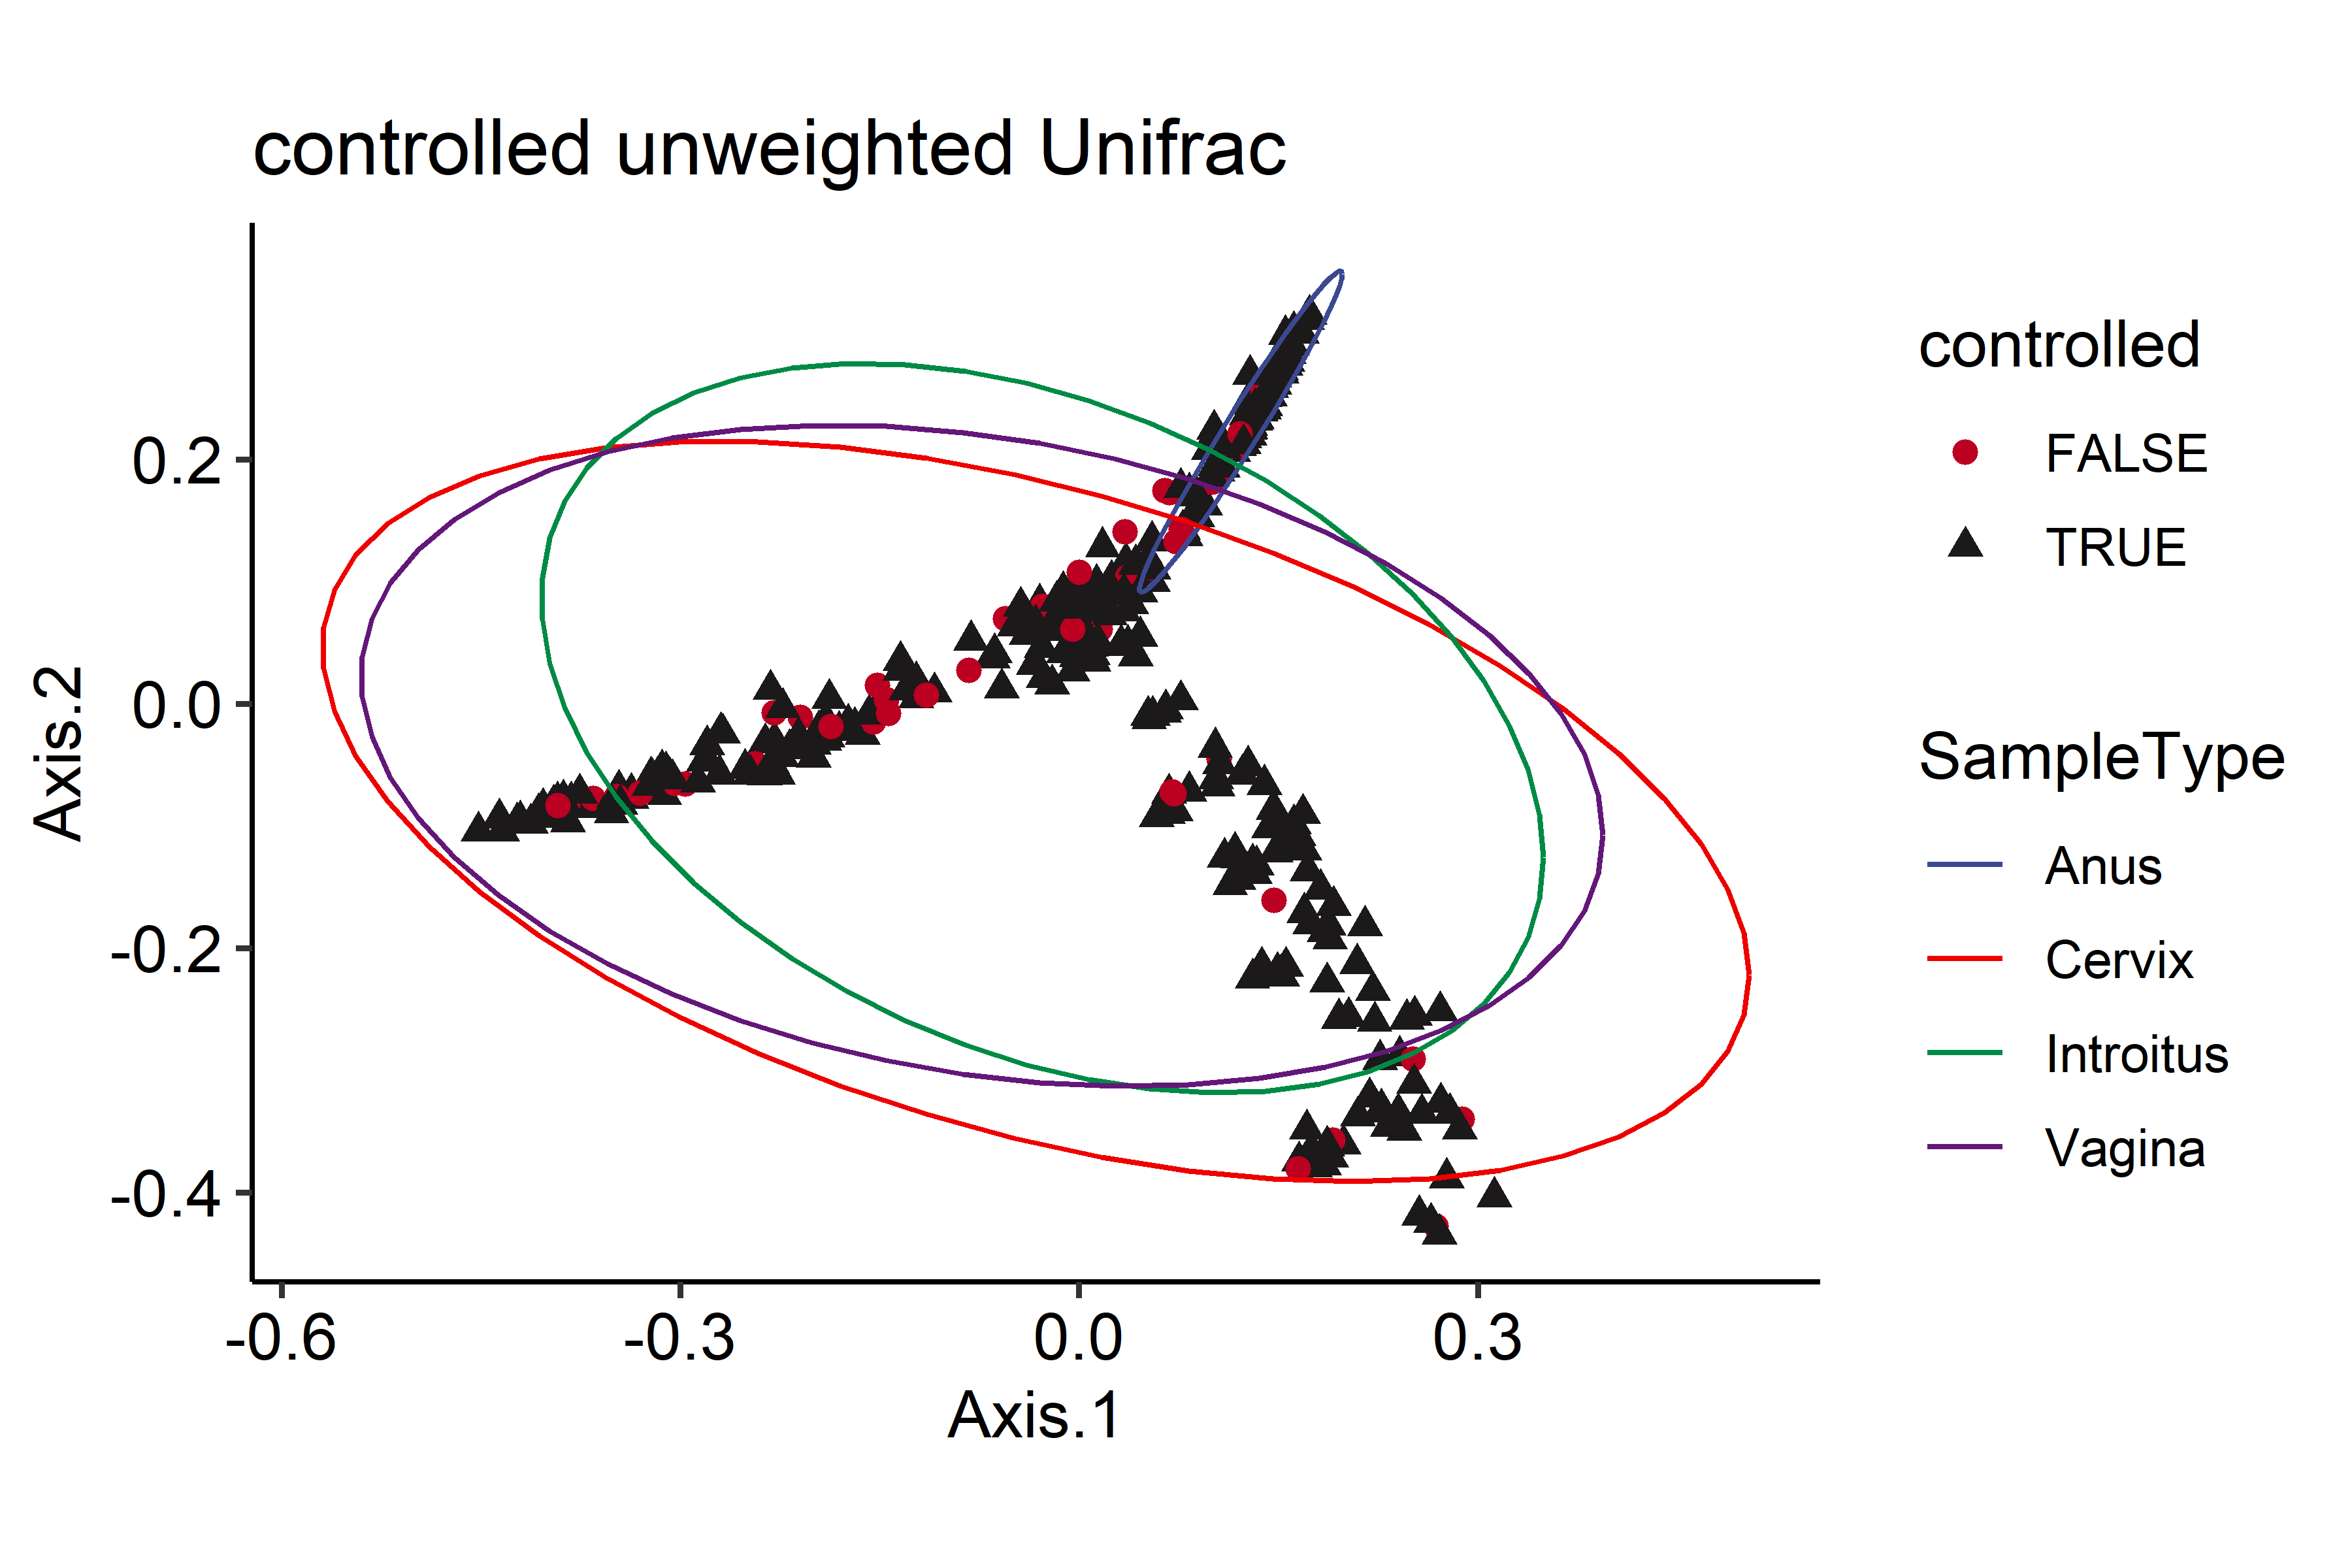 controlled unweighted Unifrac
Axis.2
0.2
0.0
-0.2
-0.4
-0.6
-0.3
0.0
0.3
Axis.1
controlled
FALSE
TRUE
SampleType
Anus
Cervix
Introitus
Vagina